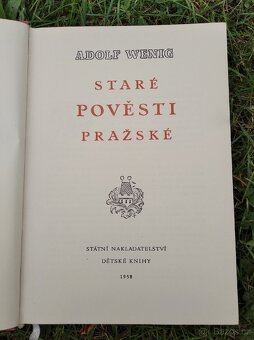 ADOLF WENIG
STARÉ
POVĚSTI
PRAŽSKÉ
STÁTNÍ NAKLADATELSTVÍ
DĚTSKÉ KNIHY
1958